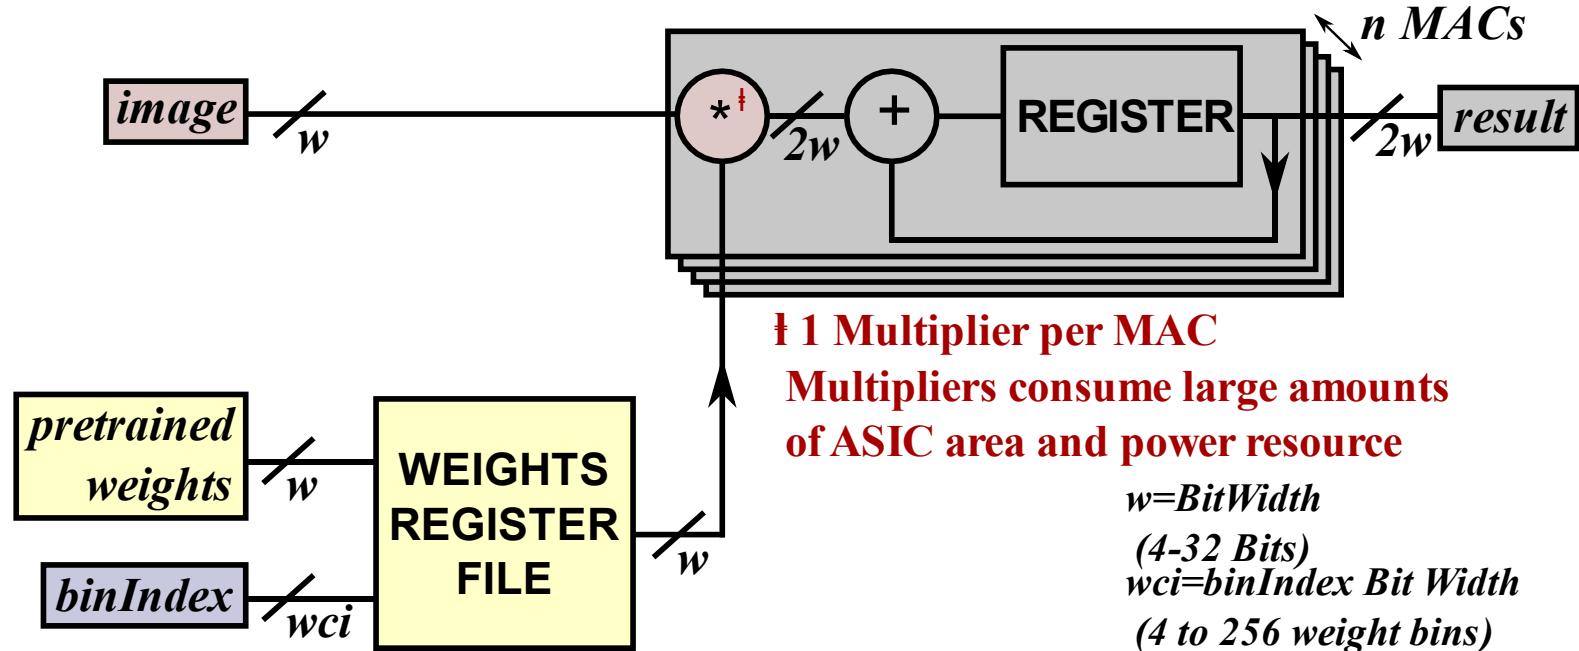 n MACs
image
w
*ƚ
2w
+
REGISTER
2w
result
ƚ 1 Multiplier per MAC
Multipliers consume large amounts
of ASIC area and power resource
pretrained
weights
w
WEIGHTS
REGISTER
FILE
w
binIndex
wci
w=BitWidth
(4-32 Bits)
wci=binIndex Bit Width
(4 to 256 weight bins)